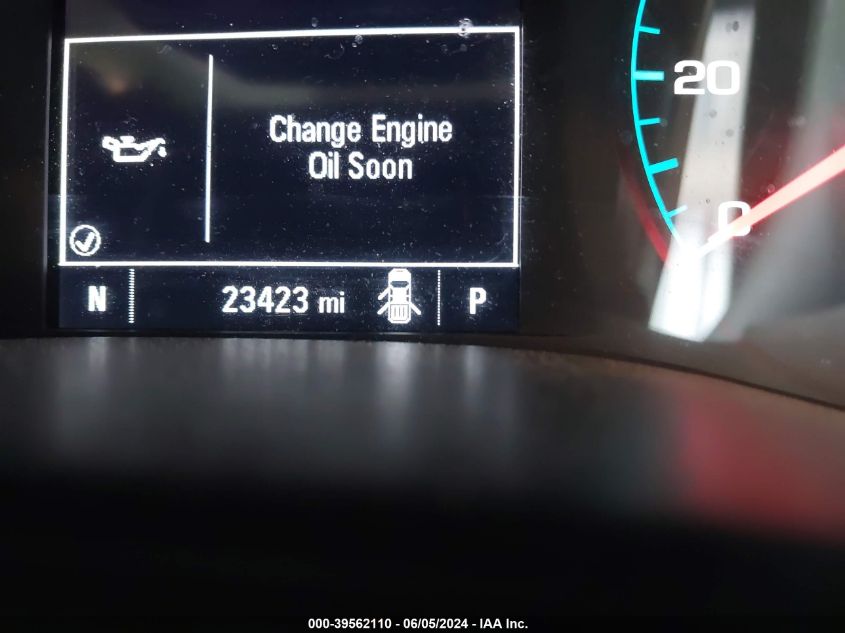 Change Engine
Oil Soon
20
0
N 23423 mi P
000-39562110 - 06/05/2024 - IAA Inc.